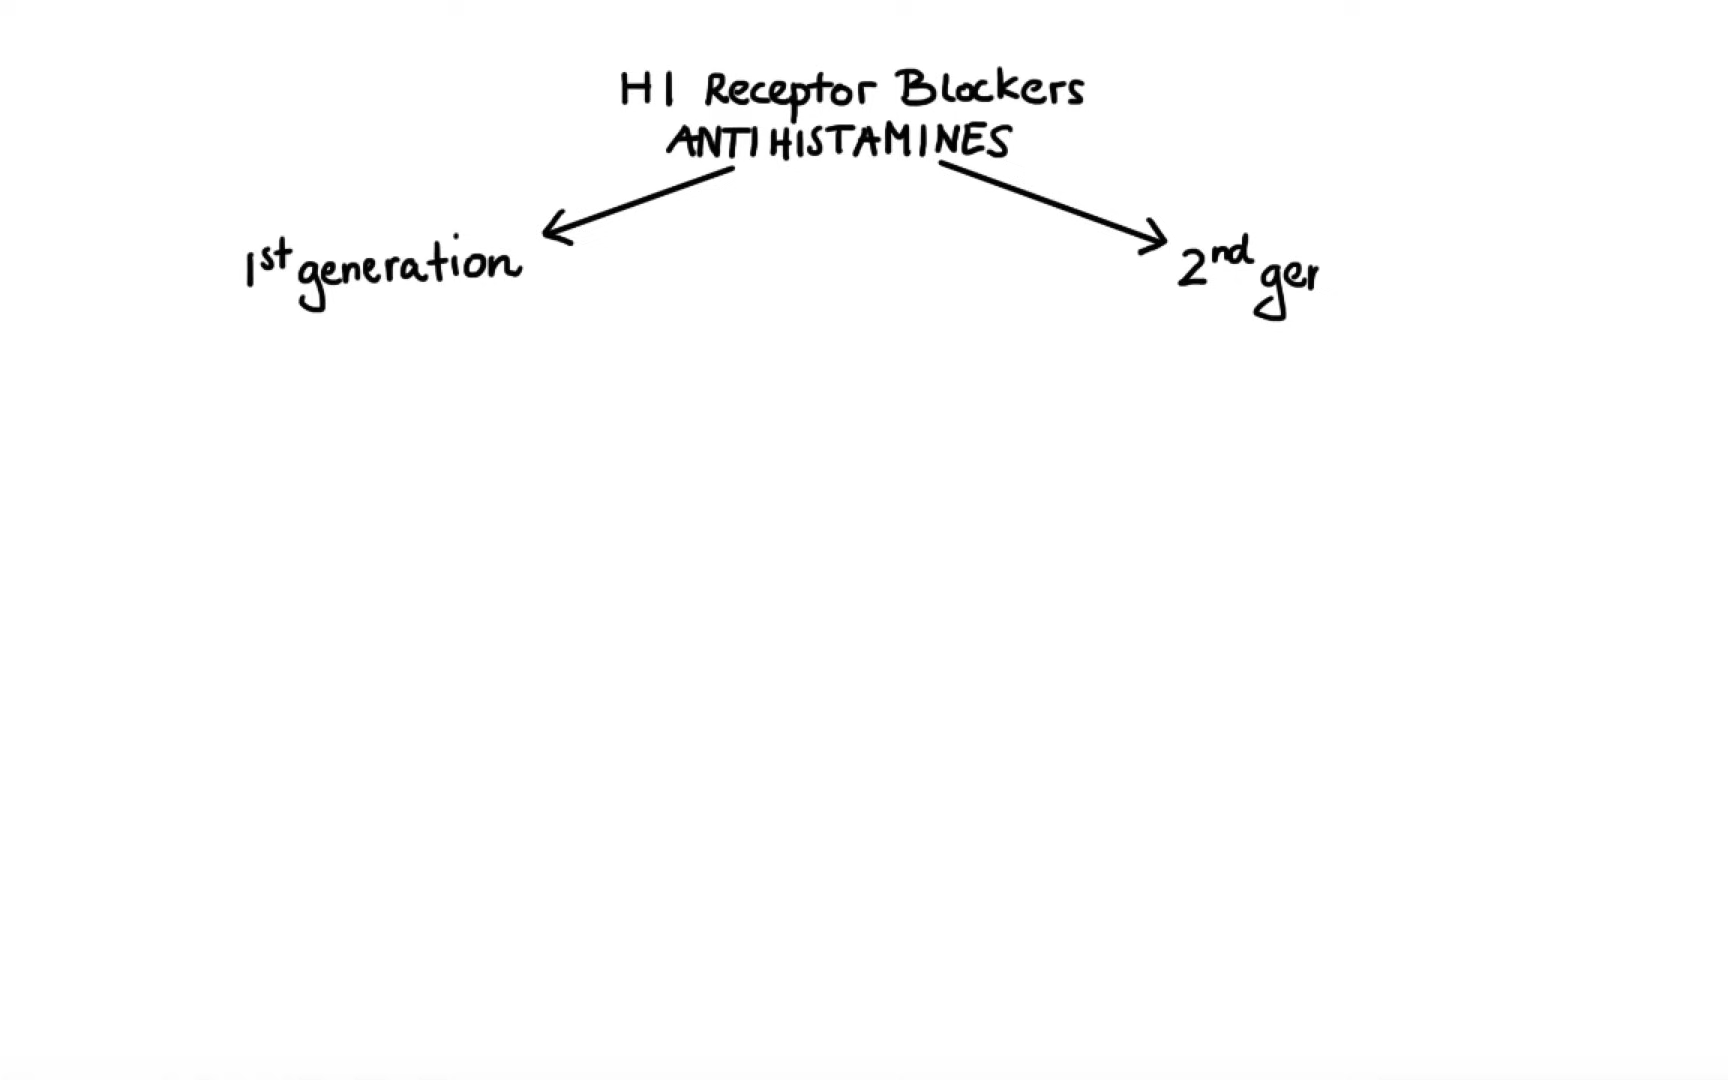 H1 Receptor Blockers
ANTIHISTAMINES
1st generation
2nd ger